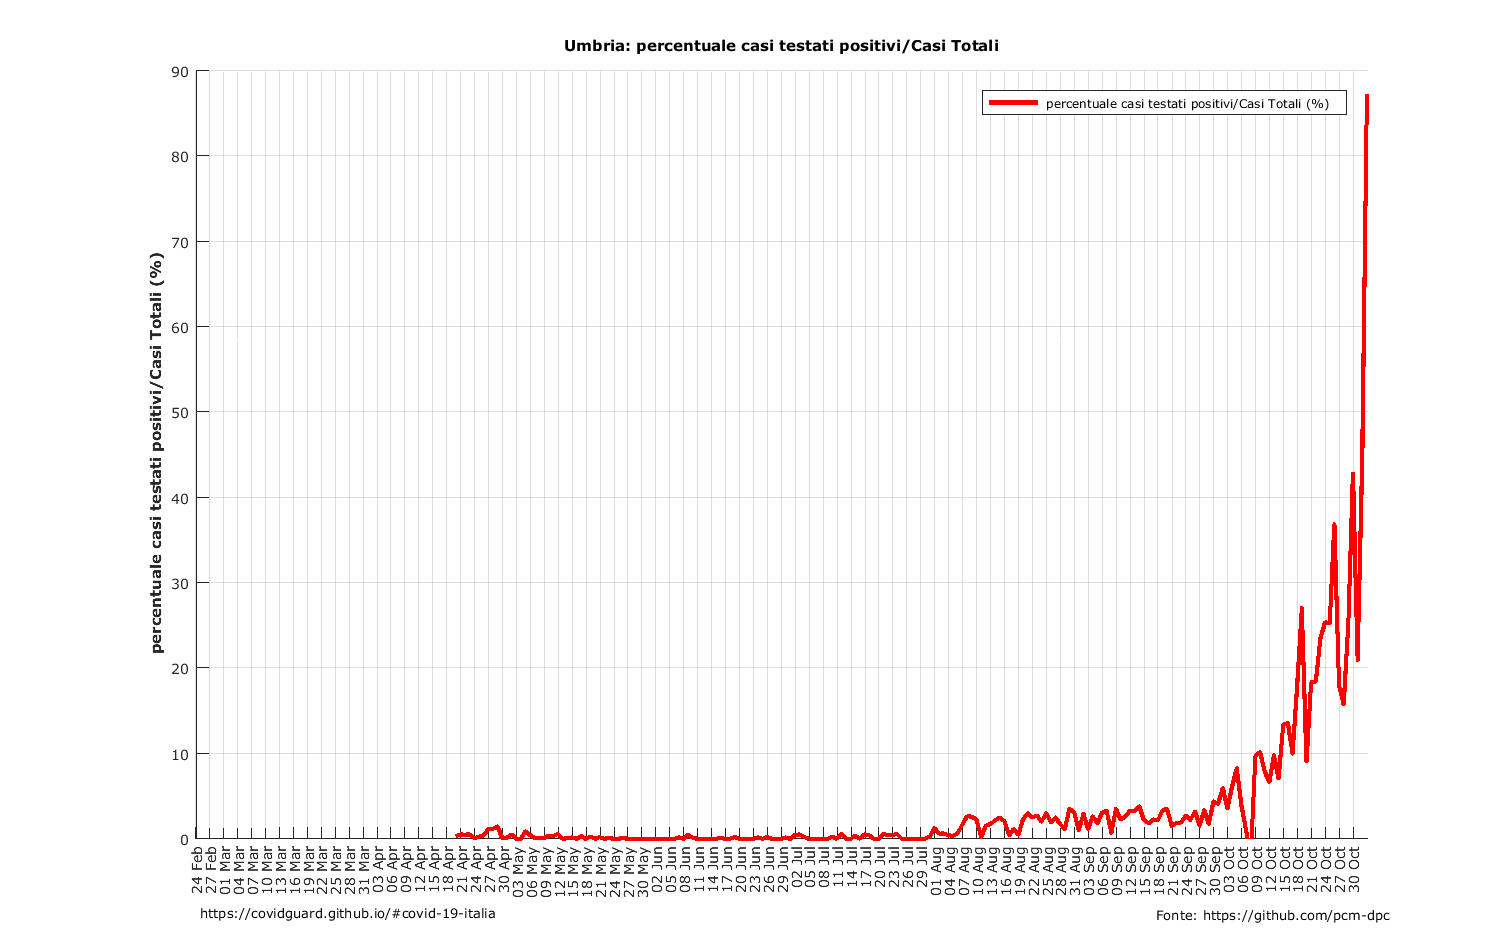 Umbria: percentuale casi testati positivi/Casi Totali
percentuale casi testati positivi/Casi Totali (%)
percentuale casi testati positivi/Casi Totali (%)
90
80
70
60
50
40
30
20
10
0
24 Feb
27 Feb
01 Mar
04 Mar
07 Mar
10 Mar
13 Mar
16 Mar
19 Mar
22 Mar
25 Mar
28 Mar
31 Mar
03 Apr
06 Apr
09 Apr
12 Apr
15 Apr
18 Apr
21 Apr
24 Apr
27 Apr
30 Apr
03 May
06 May
09 May
12 May
15 May
18 May
21 May
24 May
27 May
30 May
02 Jun
05 Jun
08 Jun
11 Jun
14 Jun
17 Jun
20 Jun
23 Jun
26 Jun
29 Jun
02 Jul
05 Jul
08 Jul
11 Jul
14 Jul
17 Jul
20 Jul
23 Jul
26 Jul
29 Jul
01 Aug
04 Aug
07 Aug
10 Aug
13 Aug
16 Aug
19 Aug
22 Aug
25 Aug
28 Aug
31 Aug
03 Sep
06 Sep
09 Sep
12 Sep
15 Sep
18 Sep
21 Sep
24 Sep
27 Sep
30 Sep
03 Oct
06 Oct
09 Oct
12 Oct
15 Oct
18 Oct
21 Oct
24 Oct
27 Oct
30 Oct
https://covidguard.github.io/#covid-19-italia
Fonte: https://github.com/pcm-dpc